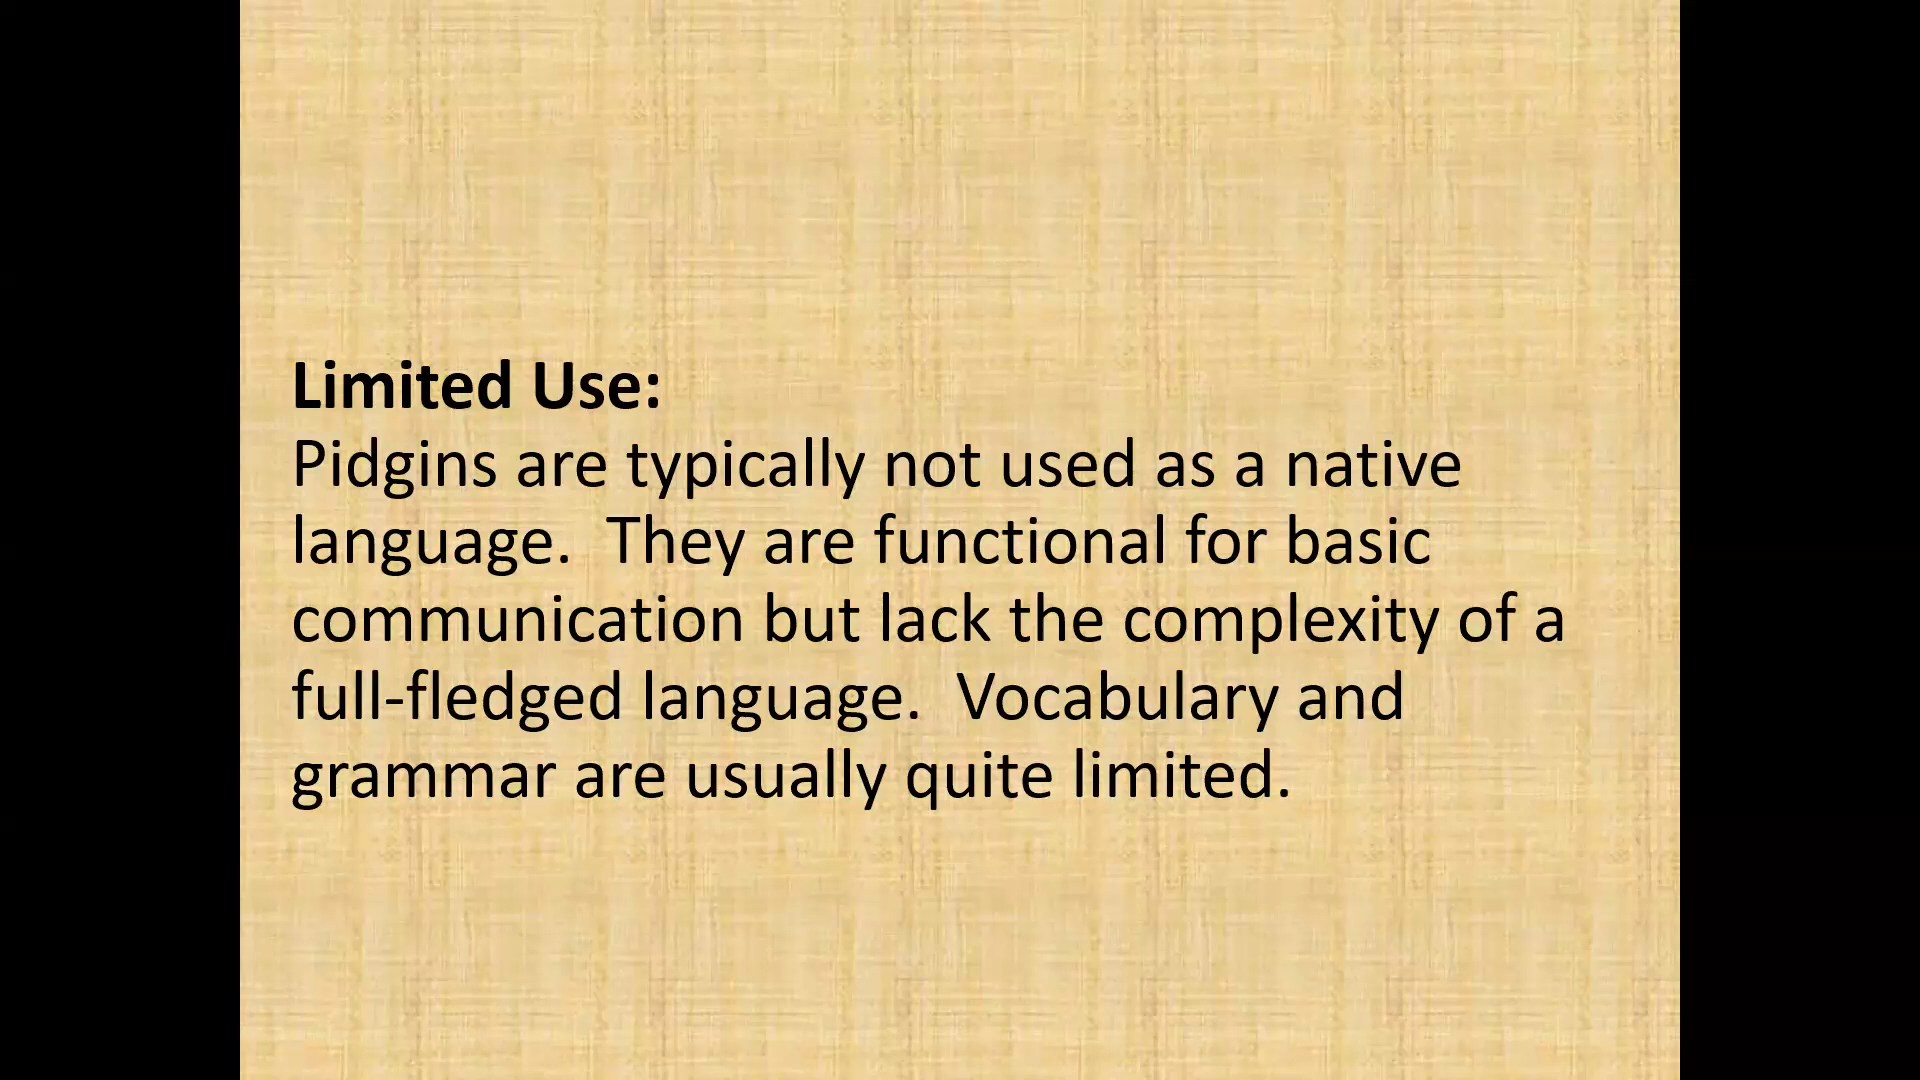 Limited Use:
Pidgins are typically not used as a native
language.  They are functional for basic
communication but lack the complexity of a
full-fledged language.  Vocabulary and
grammar are usually quite limited.